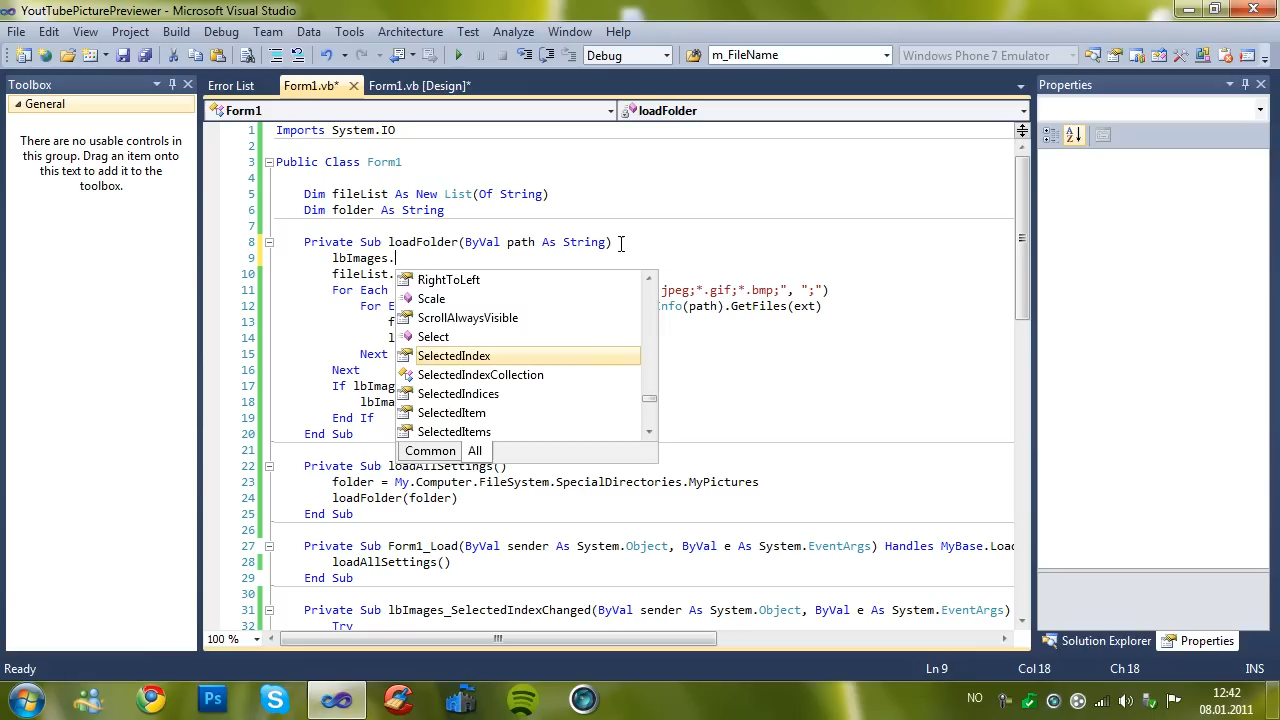 YouTubePicturePreviewer - Microsoft Visual Studio
File Edit View Project Build Debug Team Data Tools Architecture Test Analyze Window Help
Debug m_FileName Windows Phone 7 Emulator
Toolbox
General
There are no usable controls in
this group. Drag an item onto
this text to add it to the
toolbox.
Error List Form1.vb* Form1.vb [Design]*
Form1 loadFolder
1 Imports System.IO
2
3 Public Class Form1
4
5 Dim fileList As New List(Of String)
6 Dim folder As String
7
8 Private Sub loadFolder(ByVal path As String)
9 lbImages.
10 fileList.
11 For Each jpeg;*.gif;*.bmp;", ";")
12 For E nfo(path).GetFiles(ext)
13 f
14 l
15 Next
16 Next
17 If lbImag
18 lbIma
19 End If
20 End Sub
21
22 Private Sub loadAllSettings()
23 folder = My.Computer.FileSystem.SpecialDirectories.MyPictures
24 loadFolder(folder)
25 End Sub
26
27 Private Sub Form1_Load(ByVal sender As System.Object, ByVal e As System.EventArgs) Handles MyBase.Load
28 loadAllSettings()
29 End Sub
30
31 Private Sub lbImages_SelectedIndexChanged(ByVal sender As System.Object, ByVal e As System.EventArgs)
32 Try
RightToLeft
Scale
ScrollAlwaysVisible
Select
SelectedIndex
SelectedIndexCollection
SelectedIndices
SelectedItem
SelectedItems
Common All
100 %
Properties
Solution Explorer Properties
Ready Ln 9 Col 18 Ch 18 INS
NO
12:42
08.01.2011